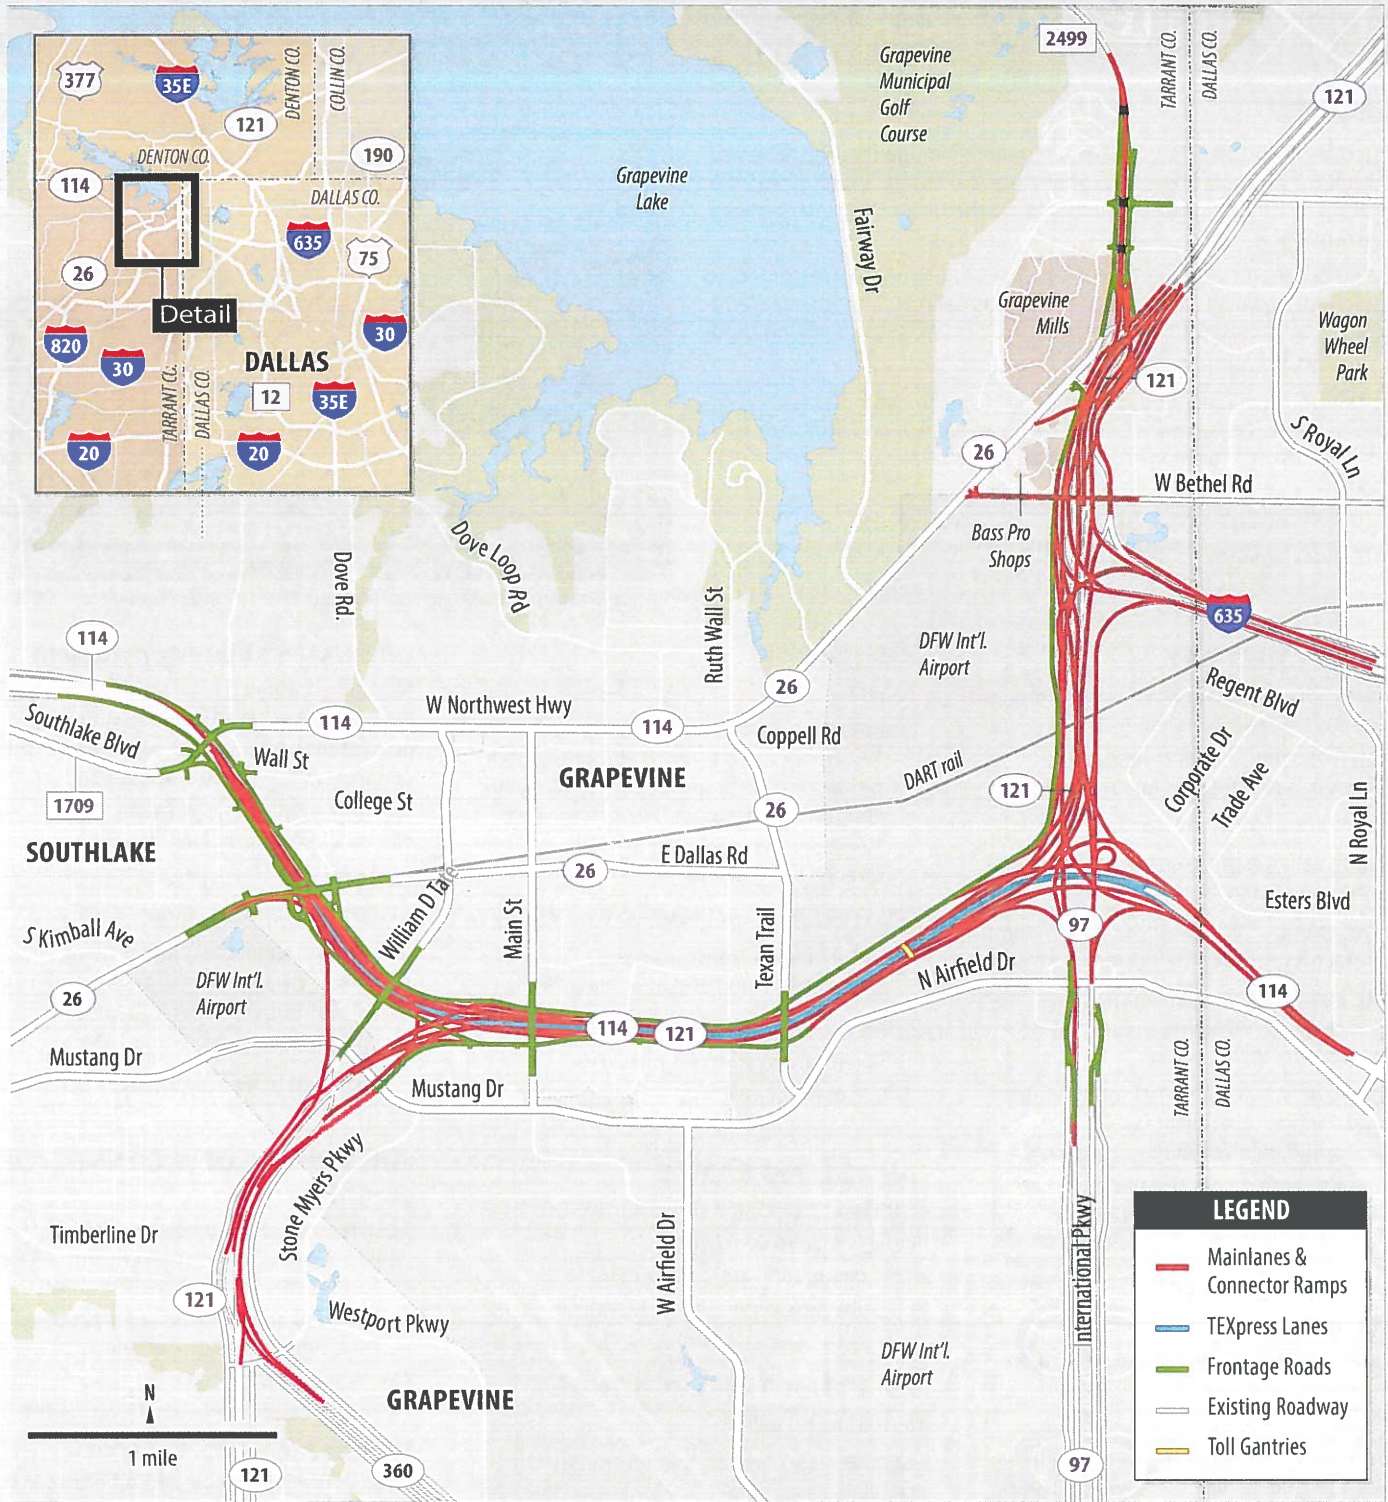 377
35E
DENTON CO.
COLLIN CO.
121
DENTON CO.
190
114
DALLAS CO.
635
75
26
Detail
820
30
30
DALLAS
12
35E
TARRANT CO.
DALLAS CO.
20
20
2499
Grapevine
Municipal
Golf
Course
TARRANT CO.
DALLAS CO.
121
Grapevine
Lake
Fairway Dr
Grapevine
Mills
Wagon
Wheel
Park
121
26
S Royal Ln
W Bethel Rd
Bass Pro
Shops
Dove Rd.
Dove Loop Rd
Ruth Wall St
635
DFW Int'l.
Airport
114
26
Regent Blvd
Southlake Blvd
114
W Northwest Hwy
114
Coppell Rd
Wall St
GRAPEVINE
DART rail
Corporate Dr
Trade Ave
1709
College St
26
121
N Royal Ln
SOUTHLAKE
E Dallas Rd
26
Esters Blvd
S Kimball Ave
William D Tate
Main St
Texan Trail
97
N Airfield Dr
26
DFW Int'l.
Airport
114
114
121
Mustang Dr
Mustang Dr
TARRANT CO.
DALLAS CO.
Stone Myers Pkwy
Timberline Dr
W Airfield Dr
International Pkwy
121
Westport Pkwy
DFW Int'l.
Airport
GRAPEVINE
N
1 mile
121
360
97
LEGEND
Mainlanes &
Connector Ramps
TEXpress Lanes
Frontage Roads
Existing Roadway
Toll Gantries